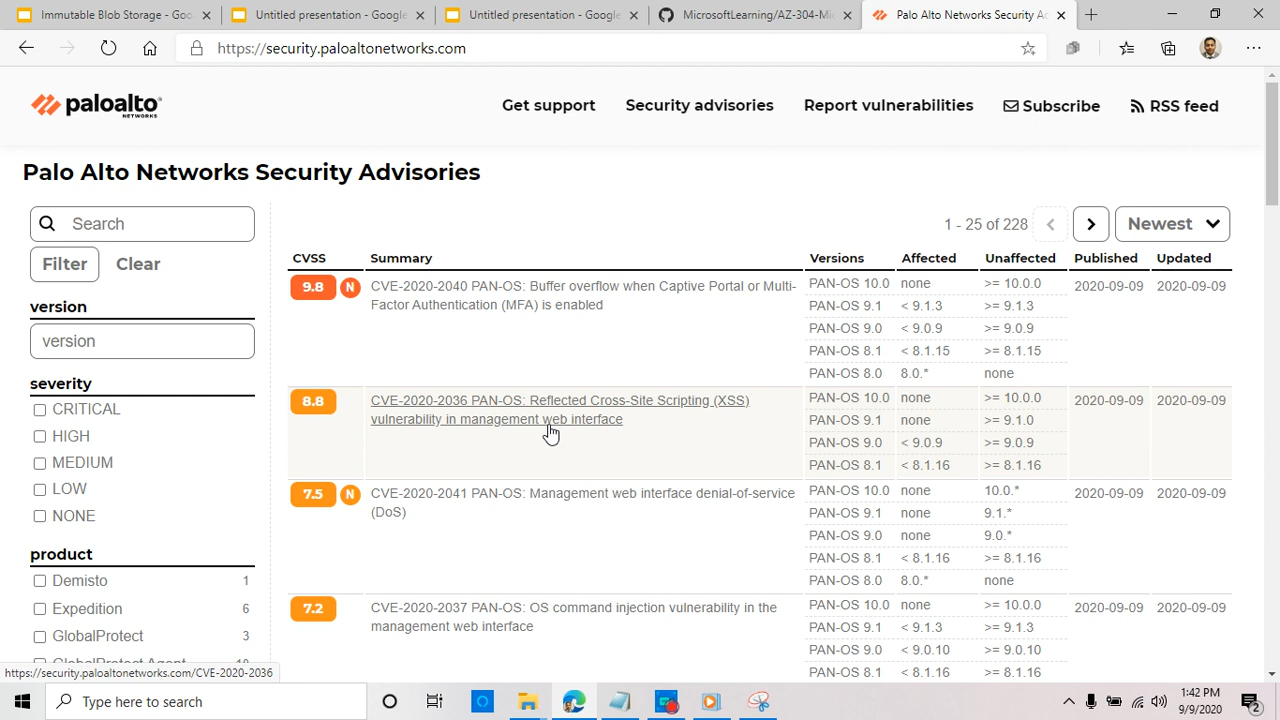 Untitled presentation - Google
Untitled presentation - Google
MicrosoftLearning/AZ-304-Mic
Palo Alto Networks Security Ad
https://security.paloaltonetworks.com
paloalto
NETWORKS
Get support
Security advisories
Report vulnerabilities
Subscribe
RSS feed
Palo Alto Networks Security Advisories
Search
1 - 25 of 228
Newest
Filter
Clear
CVSS Summary Versions Affected Unaffected Published Updated
9.8 N CVE-2020-2040 PAN-OS: Buffer overflow when Captive Portal or Multi-
Factor Authentication (MFA) is enabled
PAN-OS 10.0 none >= 10.0.0 2020-09-09 2020-09-09
PAN-OS 9.1 < 9.1.3 >= 9.1.3
PAN-OS 9.0 < 9.0.9 >= 9.0.9
PAN-OS 8.1 < 8.1.15 >= 8.1.15
PAN-OS 8.0 8.0.* none
8.8 CVE-2020-2036 PAN-OS: Reflected Cross-Site Scripting (XSS)
vulnerability in management web interface
PAN-OS 10.0 none >= 10.0.0 2020-09-09 2020-09-09
PAN-OS 9.1 none >= 9.1.0
PAN-OS 9.0 < 9.0.9 >= 9.0.9
PAN-OS 8.1 < 8.1.16 >= 8.1.16
7.5 N CVE-2020-2041 PAN-OS: Management web interface denial-of-service
(DoS)
PAN-OS 10.0 none 10.0.* 2020-09-09 2020-09-09
PAN-OS 9.1 none 9.1.*
PAN-OS 9.0 none 9.0.*
PAN-OS 8.1 < 8.1.16 >= 8.1.16
PAN-OS 8.0 8.0.* none
7.2 CVE-2020-2037 PAN-OS: OS command injection vulnerability in the
management web interface
PAN-OS 10.0 none >= 10.0.0 2020-09-09 2020-09-09
PAN-OS 9.1 < 9.1.3 >= 9.1.3
PAN-OS 9.0 < 9.0.10 >= 9.0.10
PAN-OS 8.1 < 8.1.16 >= 8.1.16
version
version
severity
CRITICAL
HIGH
MEDIUM
LOW
NONE
product
Demisto 1
Expedition 6
GlobalProtect 3
GlobalProtect Agent 10
https://security.paloaltonetworks.com/CVE-2020-2036
Type here to search
1:42 PM
9/9/2020
2